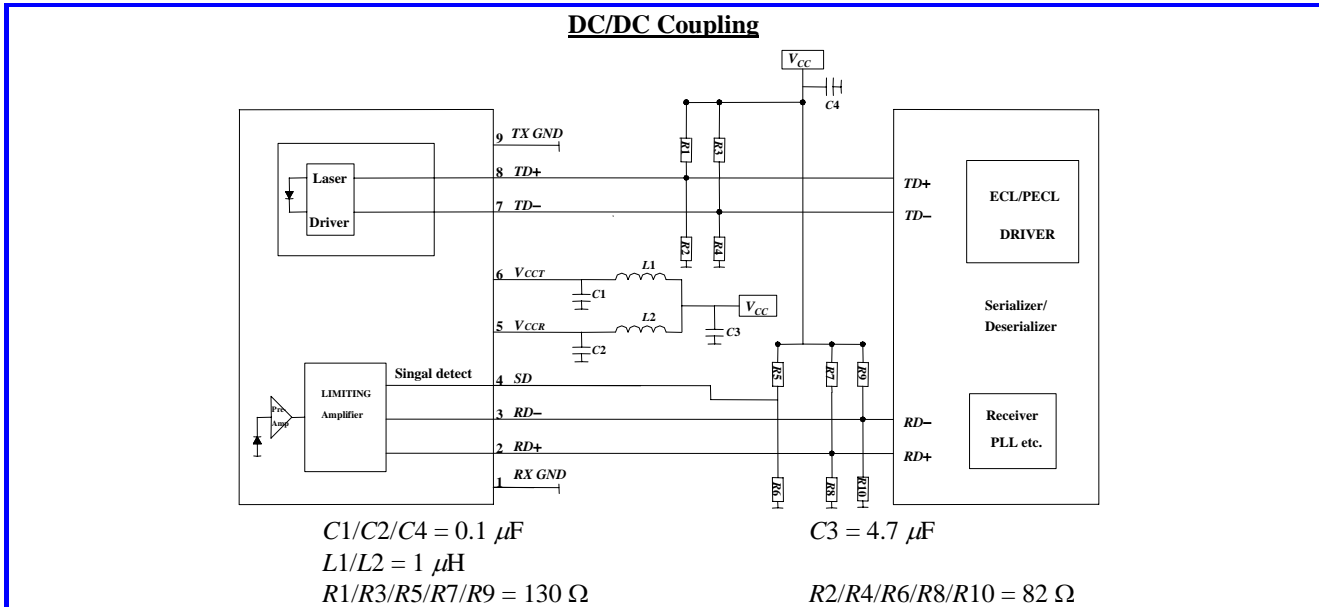 DC/DC Coupling
VCC
C4
9 TX GND
R1
R3
Laser
Driver
8 TD+
TD+
7 TD−
TD−
ECL/PECL
DRIVER
R2
R4
6 VCCT
L1
C1
VCC
5 VCCR
L2
C3
C2
Serializer/
Deserializer
R5
R7
R9
Singal detect
4 SD
LIMITING
Amplifier
Pre
Amp
3 RD−
RD−
2 RD+
RD+
Receiver
PLL etc.
1 RX GND
R6
R8
R10
C1/C2/C4 = 0.1 μF
C3 = 4.7 μF
L1/L2 = 1 μH
R1/R3/R5/R7/R9 = 130 Ω
R2/R4/R6/R8/R10 = 82 Ω